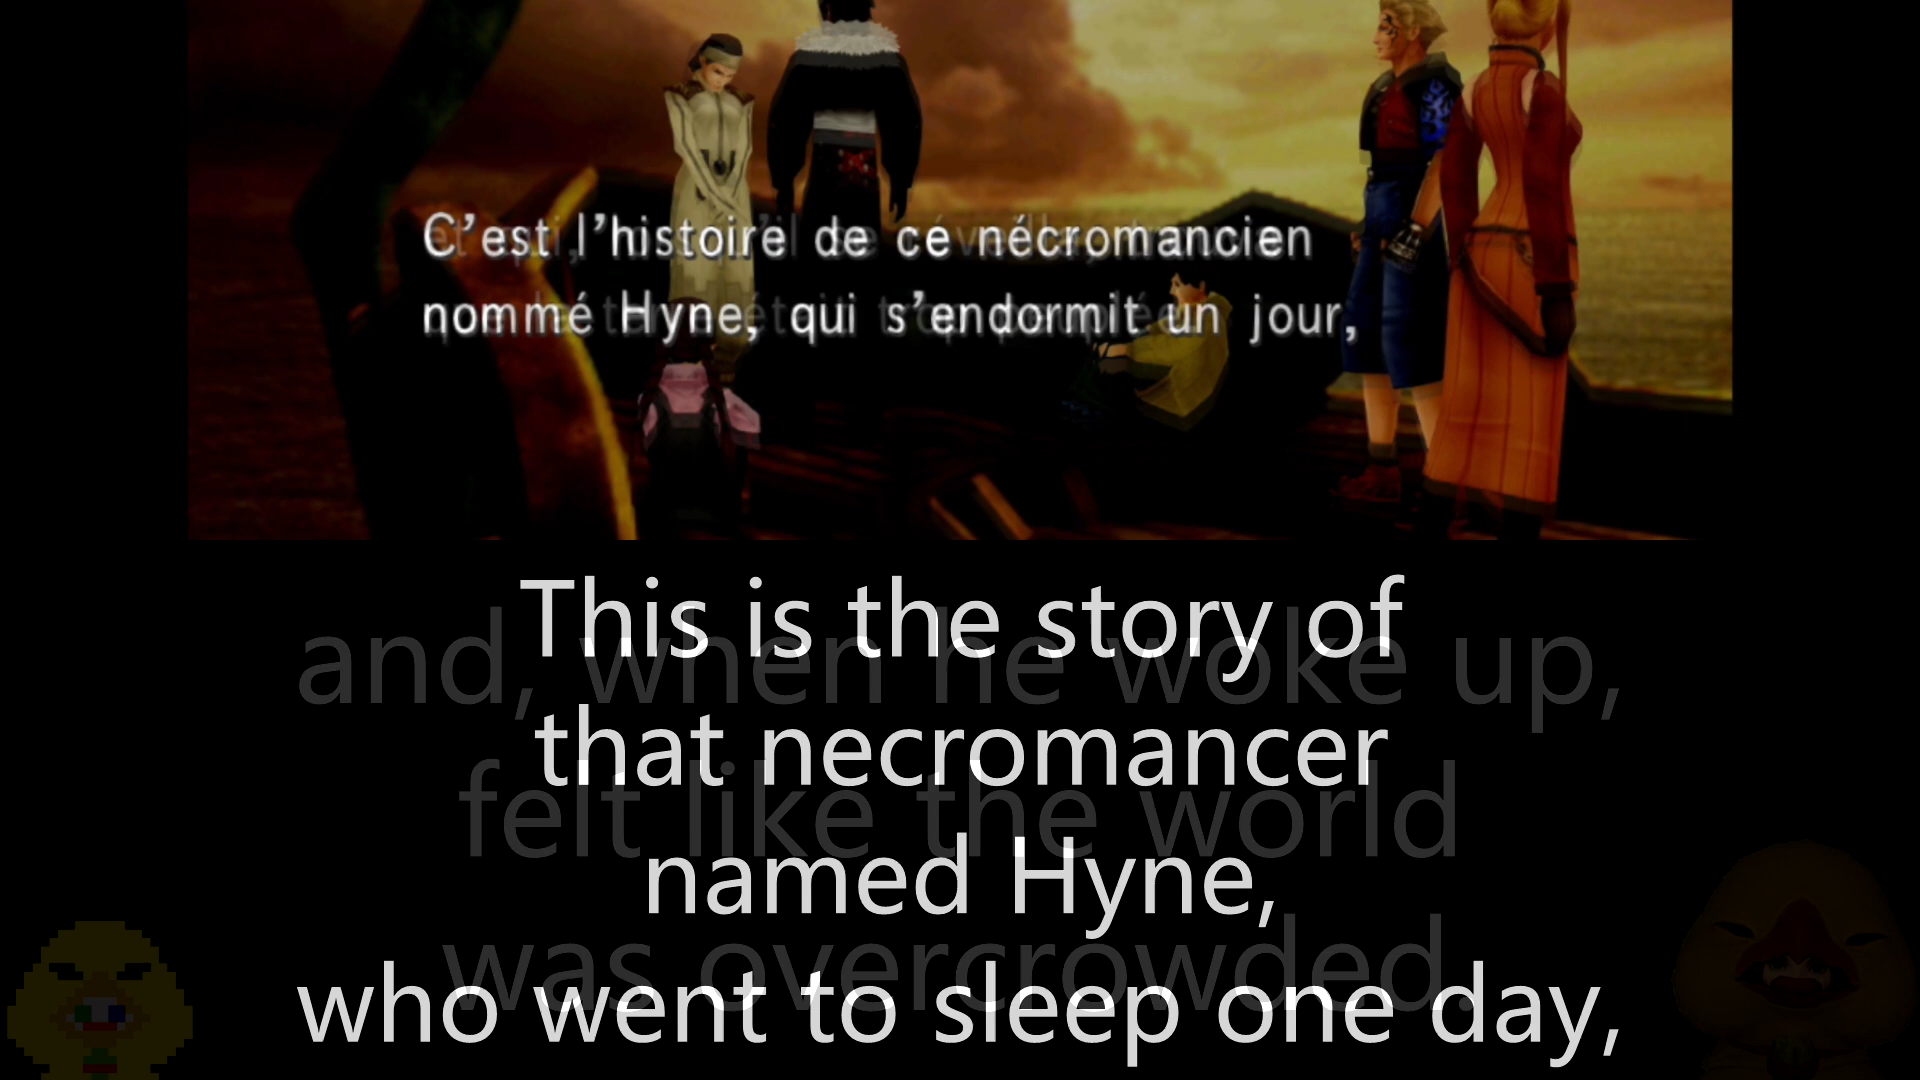 C'est l'histoire de ce nécromancien
nommé Hyne, qui s'endormit un jour,
This is the story of
that necromancer
named Hyne,
who went to sleep one day,
and, when he woke up,
felt like the world
was overcrowded.